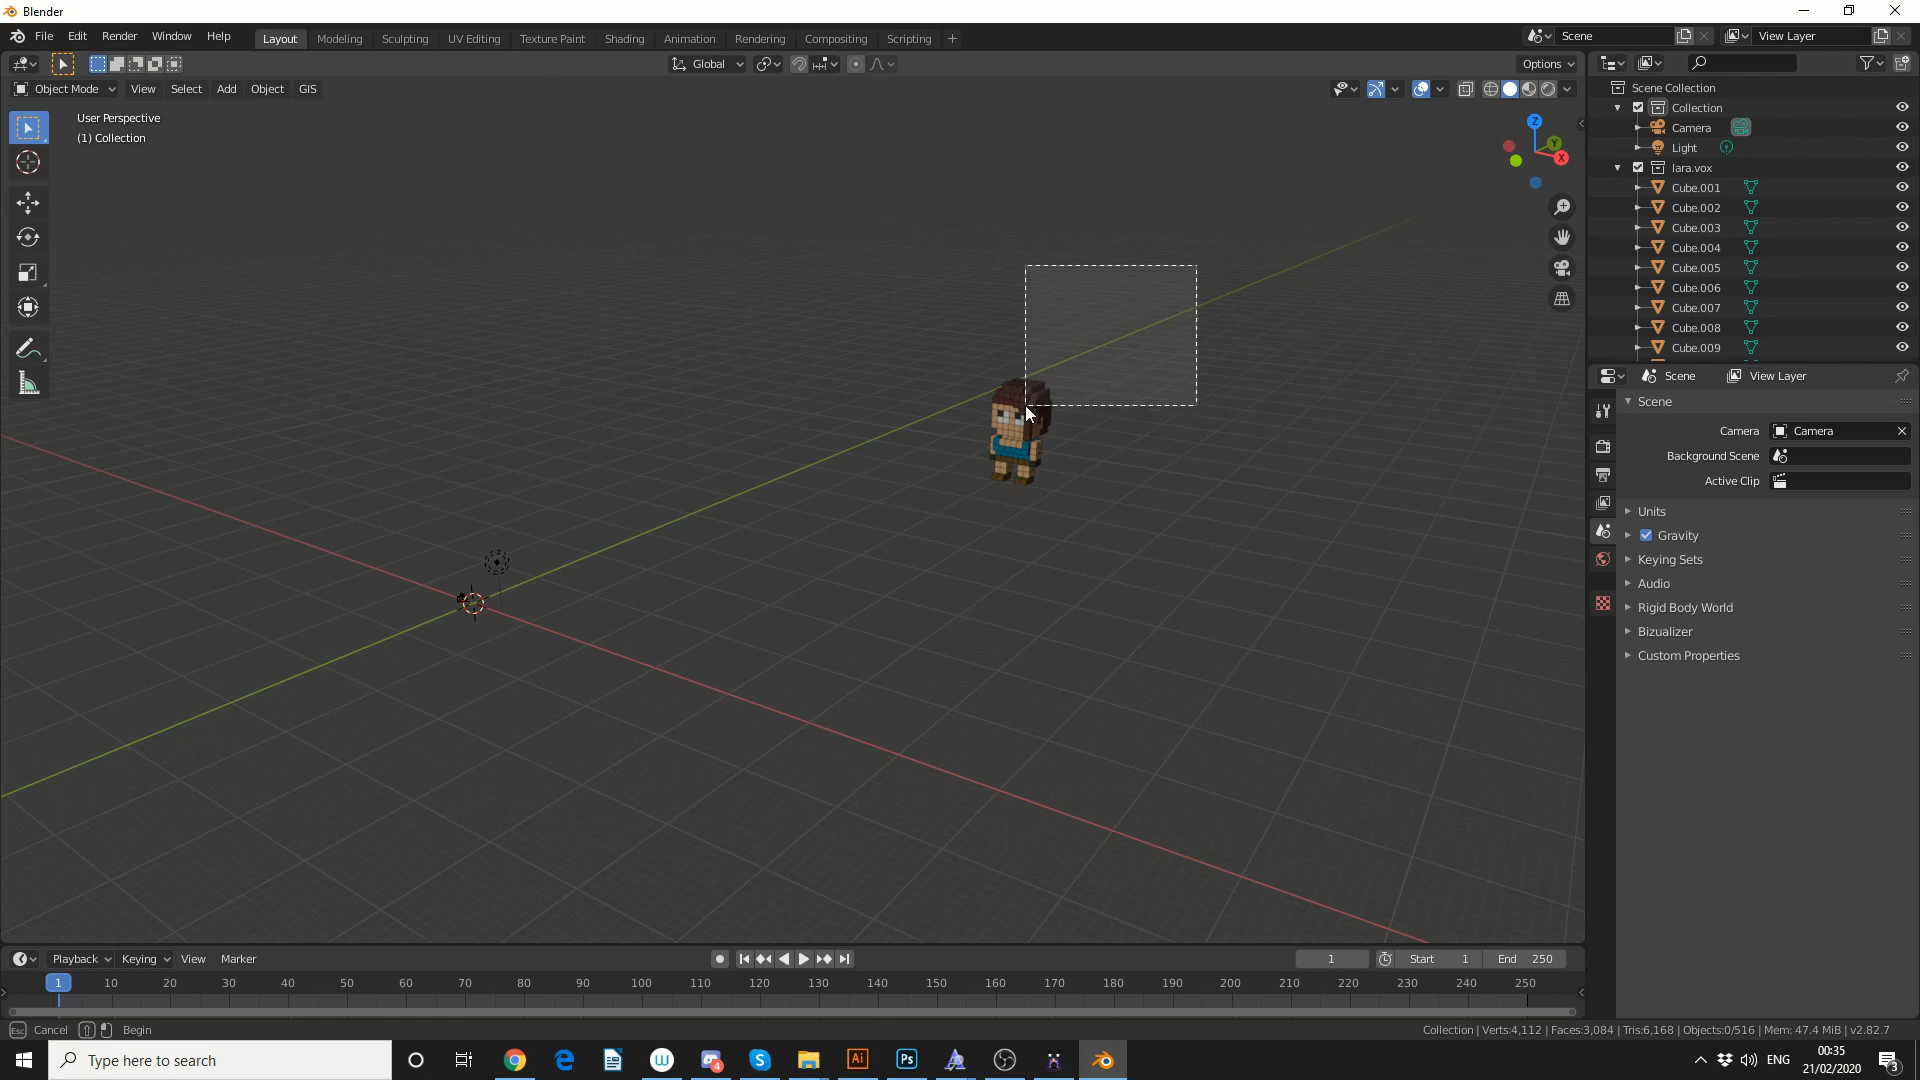 Blender
File Edit Render Window Help Layout Modeling Sculpting UV Editing Texture Paint Shading Animation Rendering Compositing Scripting + Scene View Layer
Global Options
Object Mode View Select Add Object GIS
User Perspective
(1) Collection
Z
Y
X
Scene Collection
Collection
Camera
Light
lara.vox
Cube.001
Cube.002
Cube.003
Cube.004
Cube.005
Cube.006
Cube.007
Cube.008
Cube.009
Scene View Layer
Scene
Camera Camera
Background Scene
Active Clip
Units
Gravity
Keying Sets
Audio
Rigid Body World
Bizualizer
Custom Properties
Playback Keying View Marker 1 Start 1 End 250
1 10 20 30 40 50 60 70 80 90 100 110 120 130 140 150 160 170 180 190 200 210 220 230 240 250
Esc Cancel Begin Collection | Verts:4,112 | Faces:3,084 | Tris:6,168 | Objects:0/516 | Mem: 47.4 MiB | v2.82.7
Type here to search W 4 S Ai Ps ENG 00:35
21/02/2020 3